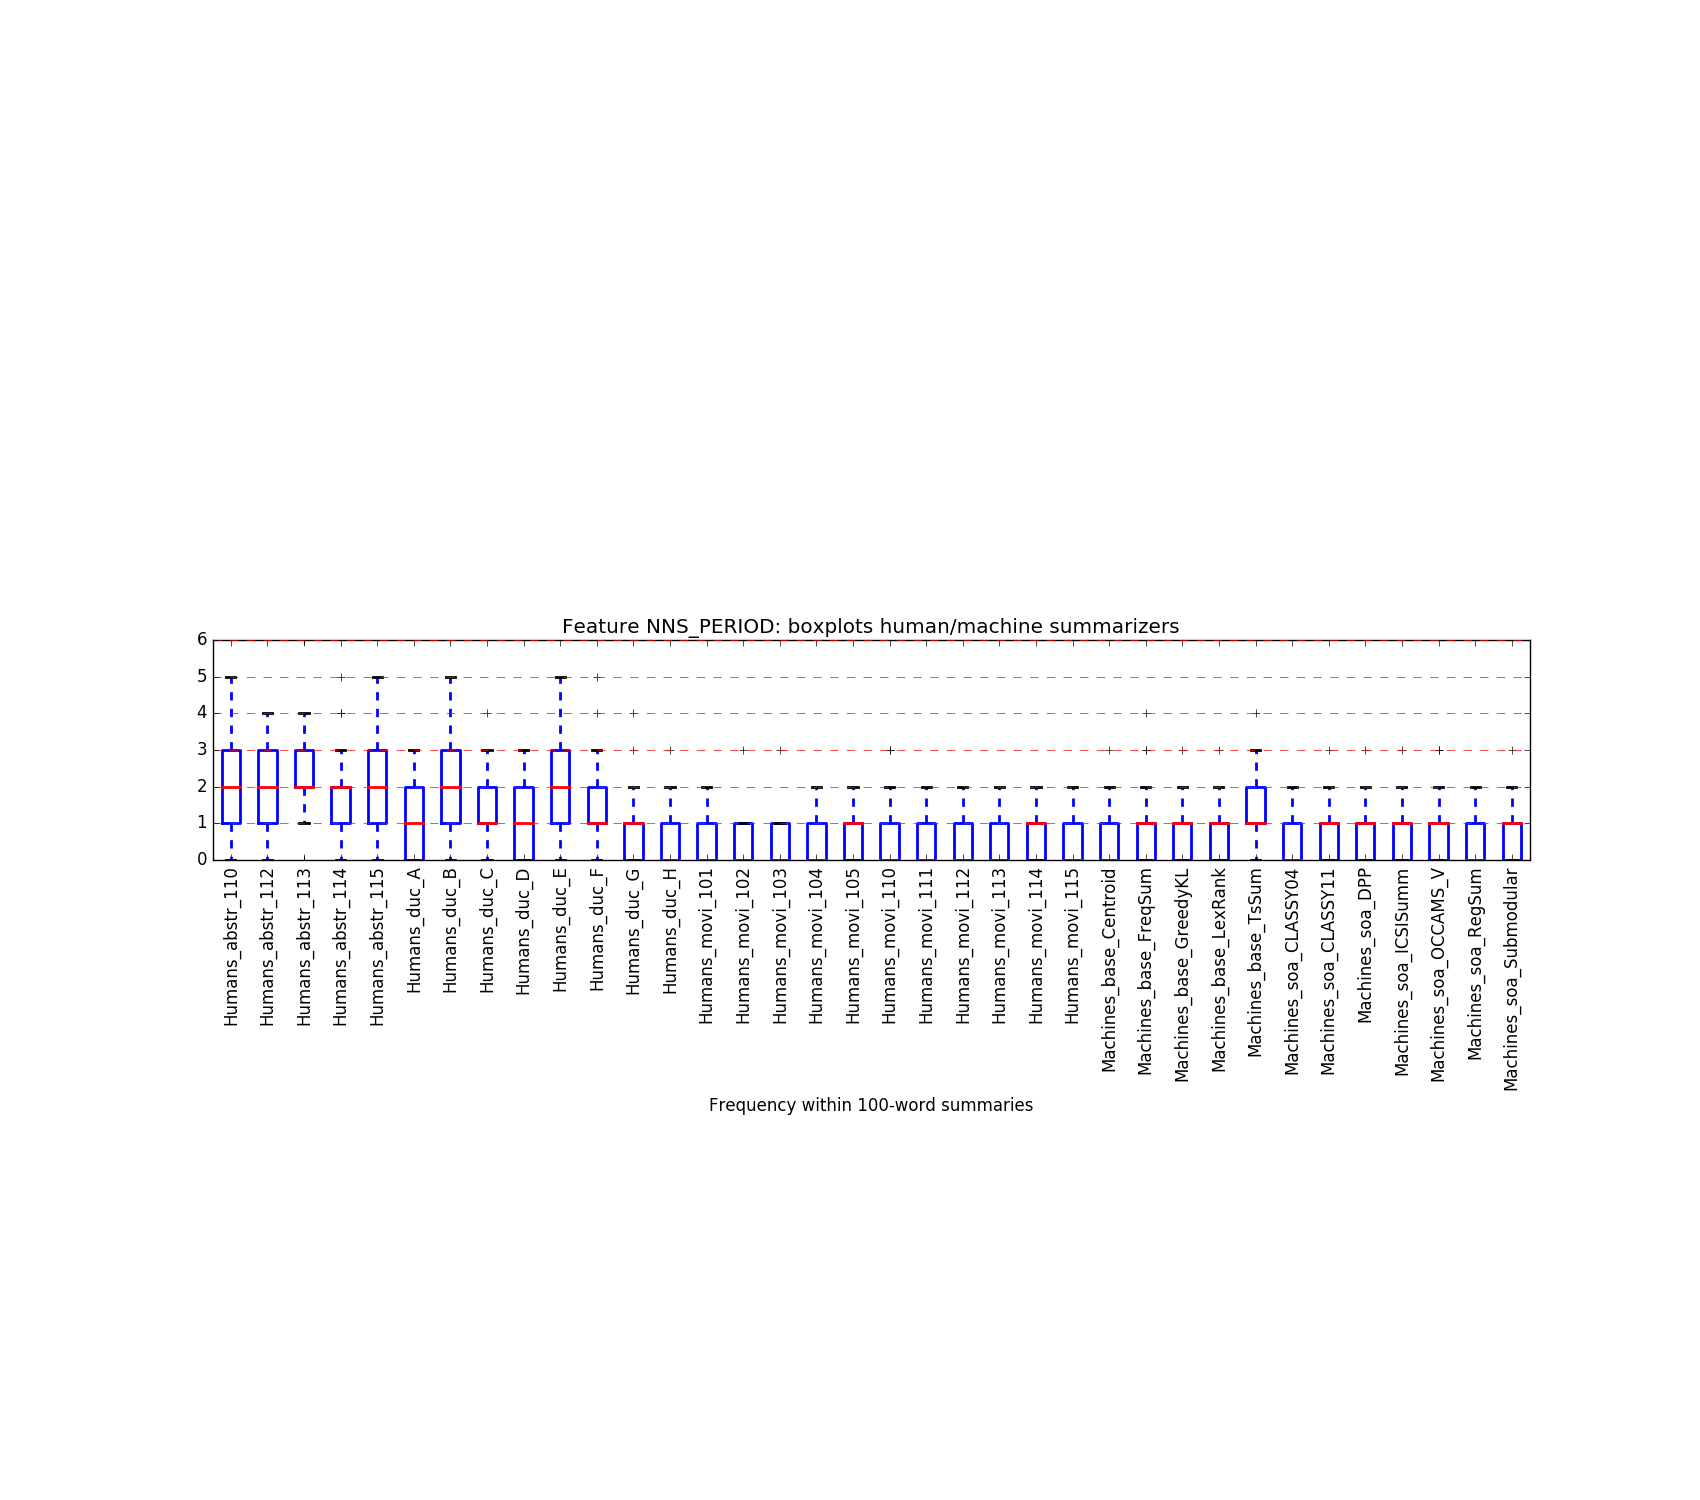 Feature NNS_PERIOD: boxplots human/machine summarizers
6
5
4
3
2
1
0
Humans_abstr_110
Humans_abstr_112
Humans_abstr_113
Humans_abstr_114
Humans_abstr_115
Humans_duc_A
Humans_duc_B
Humans_duc_C
Humans_duc_D
Humans_duc_E
Humans_duc_F
Humans_duc_G
Humans_duc_H
Humans_movi_101
Humans_movi_102
Humans_movi_103
Humans_movi_104
Humans_movi_105
Humans_movi_110
Humans_movi_111
Humans_movi_112
Humans_movi_113
Humans_movi_114
Humans_movi_115
Machines_base_Centroid
Machines_base_FreqSum
Machines_base_GreedyKL
Machines_base_LexRank
Machines_base_TsSum
Machines_soa_CLASSY04
Machines_soa_CLASSY11
Machines_soa_DPP
Machines_soa_ICSISumm
Machines_soa_OCCAMS_V
Machines_soa_RegSum
Machines_soa_Submodular
Frequency within 100-word summaries